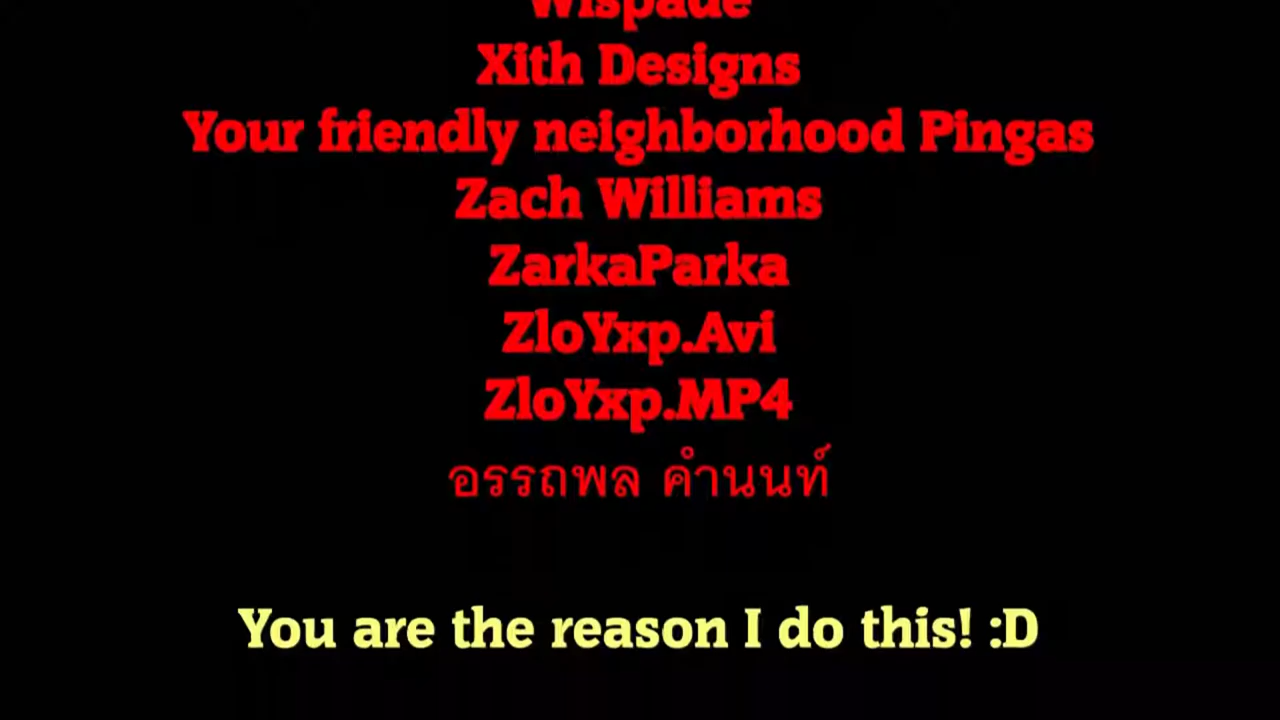 Wispade
Xith Designs
Your friendly neighborhood Pingas
Zach Williams
ZarkaParka
ZloYxp.Avi
ZloYxp.MP4
อรรถพล คำนนท์
You are the reason I do this! :D